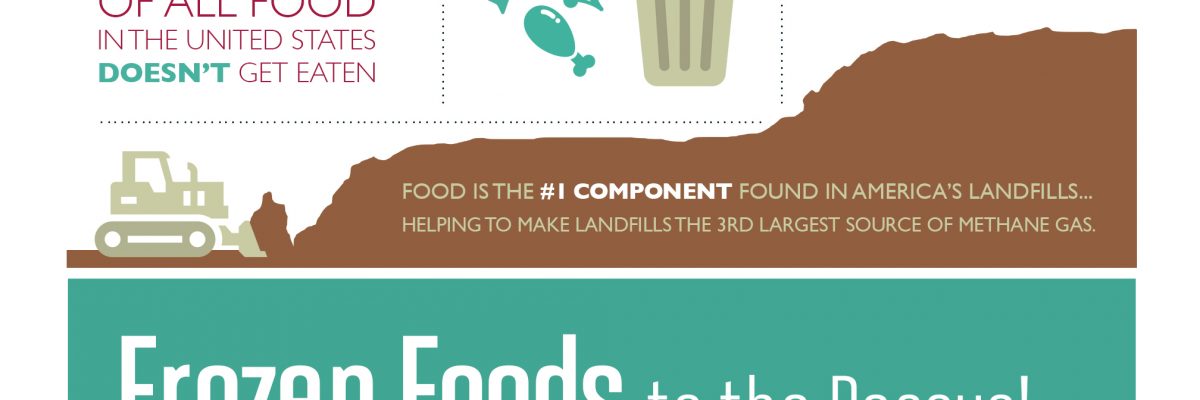 OF ALL FOOD
IN THE UNITED STATES
DOESN'T GET EATEN
FOOD IS THE #1 COMPONENT FOUND IN AMERICA'S LANDFILLS...
HELPING TO MAKE LANDFILLS THE 3RD LARGEST SOURCE OF METHANE GAS.
Frozen Foods to the Rescue!